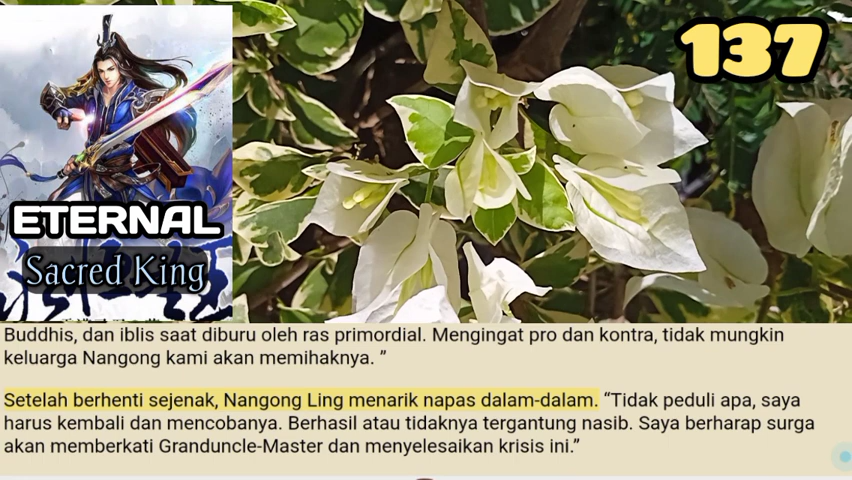 137
ETERNAL
Sacred King
Buddhis, dan iblis saat diburu oleh ras primordial. Mengingat pro dan kontra, tidak mungkin
keluarga Nangong kami akan memihaknya. ”
Setelah berhenti sejenak, Nangong Ling menarik napas dalam-dalam. “Tidak peduli apa, saya
harus kembali dan mencobanya. Berhasil atau tidaknya tergantung nasib. Saya berharap surga
akan memberkati Granduncle-Master dan menyelesaikan krisis ini.”